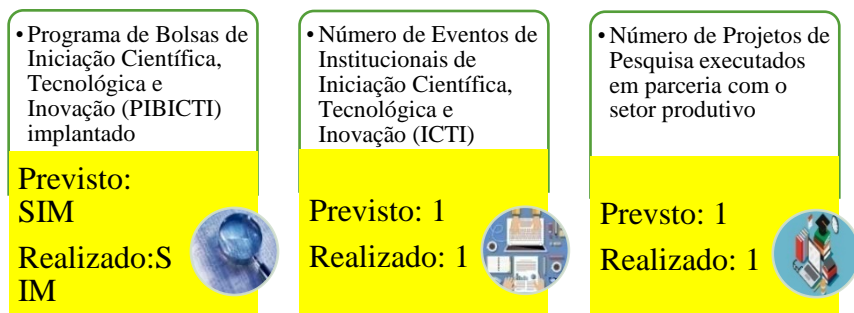 • Programa de Bolsas de
Iniciação Científica,
Tecnológica e
Inovação (PIBICTI)
implantado
Previsto:
SIM
Realizado:S
IM
• Número de Eventos de
Institucionais de
Iniciação Científica,
Tecnológica e
Inovação (ICTI)
Previsto: 1
Realizado: 1
• Número de Projetos de
Pesquisa executados
em parceria com o
setor produtivo
Prevsto: 1
Realizado: 1